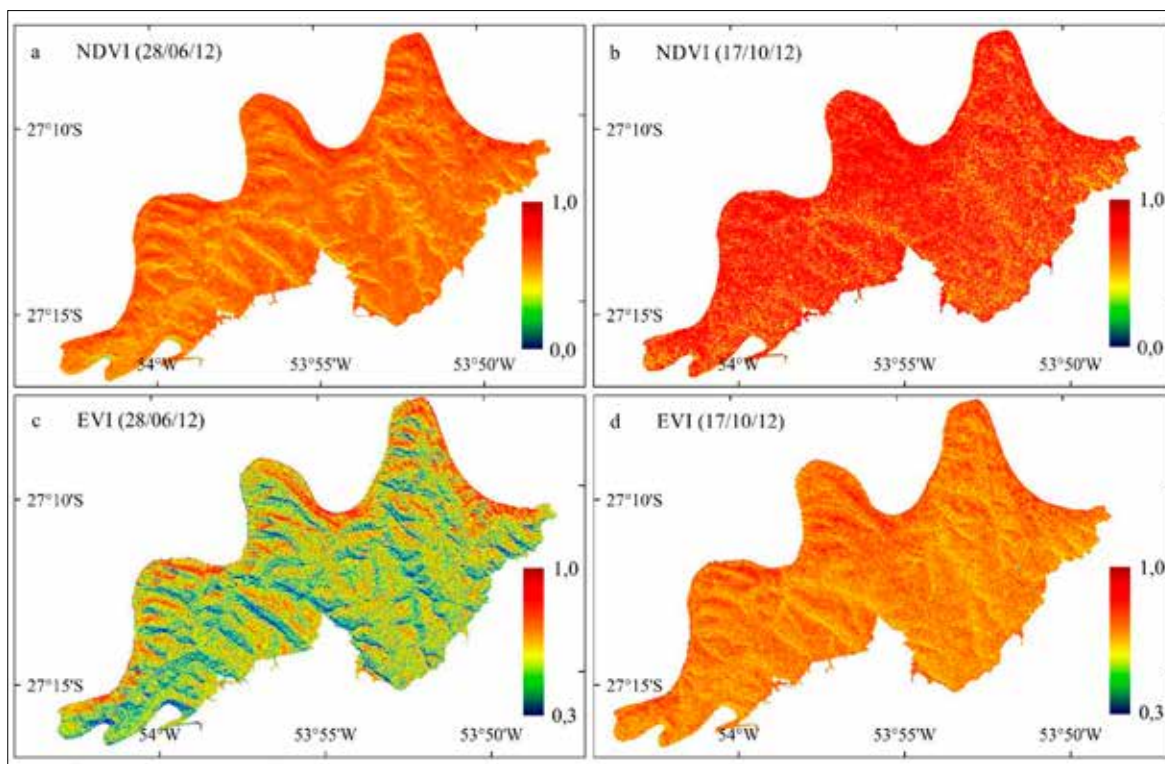 a NDVI (28/06/12)
27°10'S
1,0
27°15'S
0,0
54°W
53°55'W
53°50'W
b NDVI (17/10/12)
27°10'S
1,0
27°15'S
0,0
54°W
53°55'W
53°50'W
c EVI (28/06/12)
27°10'S
1,0
27°15'S
0,3
54°W
53°55'W
53°50'W
d EVI (17/10/12)
27°10'S
1,0
27°15'S
0,3
54°W
53°55'W
53°50'W